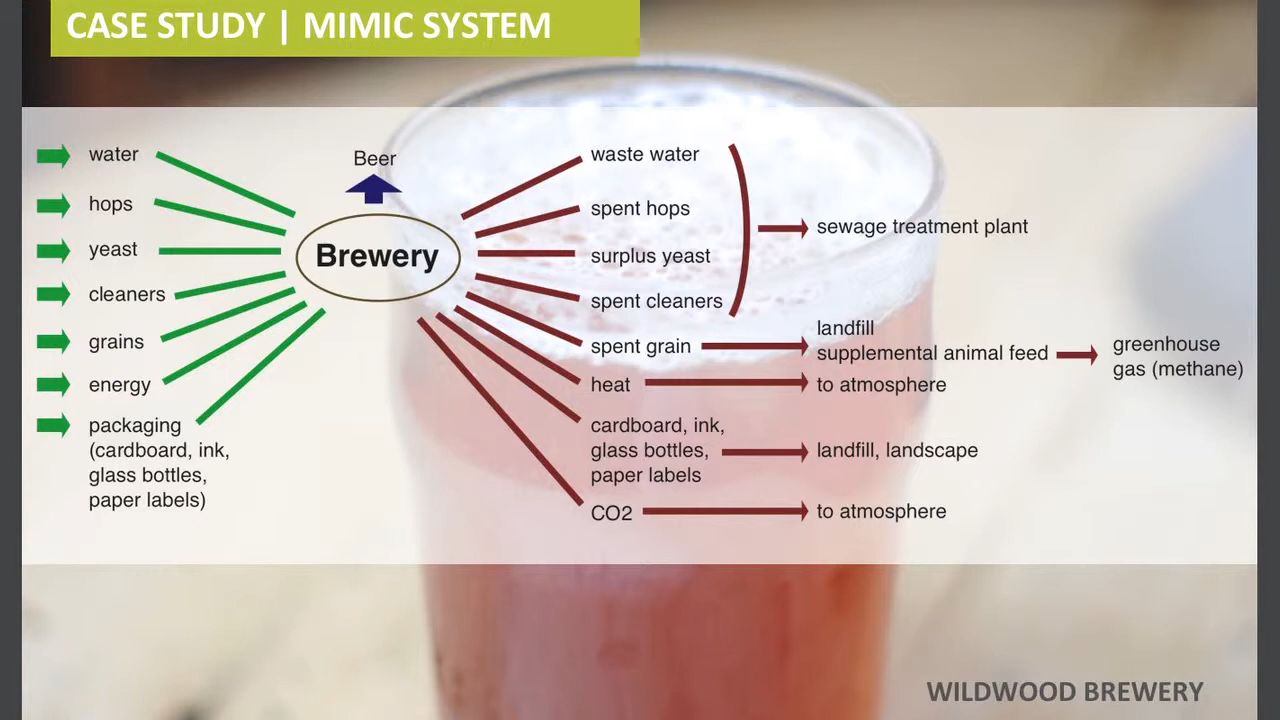 CASE STUDY | MIMIC SYSTEM
water
hops
yeast
cleaners
grains
energy
packaging
(cardboard, ink,
glass bottles,
paper labels)
Beer
Brewery
waste water
spent hops
surplus yeast
spent cleaners
spent grain
heat
cardboard, ink,
glass bottles,
paper labels
CO2
sewage treatment plant
landfill
supplemental animal feed
greenhouse
gas (methane)
to atmosphere
landfill, landscape
to atmosphere
WILDWOOD BREWERY